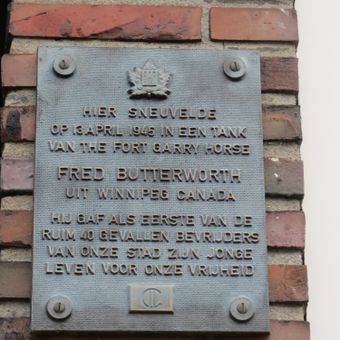 HIER SNEUVELDE
OP 13 APRIL 1945 IN EEN TANK
VAN THE FORT GARRY HORSE
FRED BUTTERWORTH
UIT WINNIPEG CANADA
HIJ GAF ALS EERSTE VAN DE
RUIM 40 GEVALLEN BEVRIJDERS
VAN ONZE STAD ZIJN JONGE
LEVEN VOOR ONZE VRIJHEID